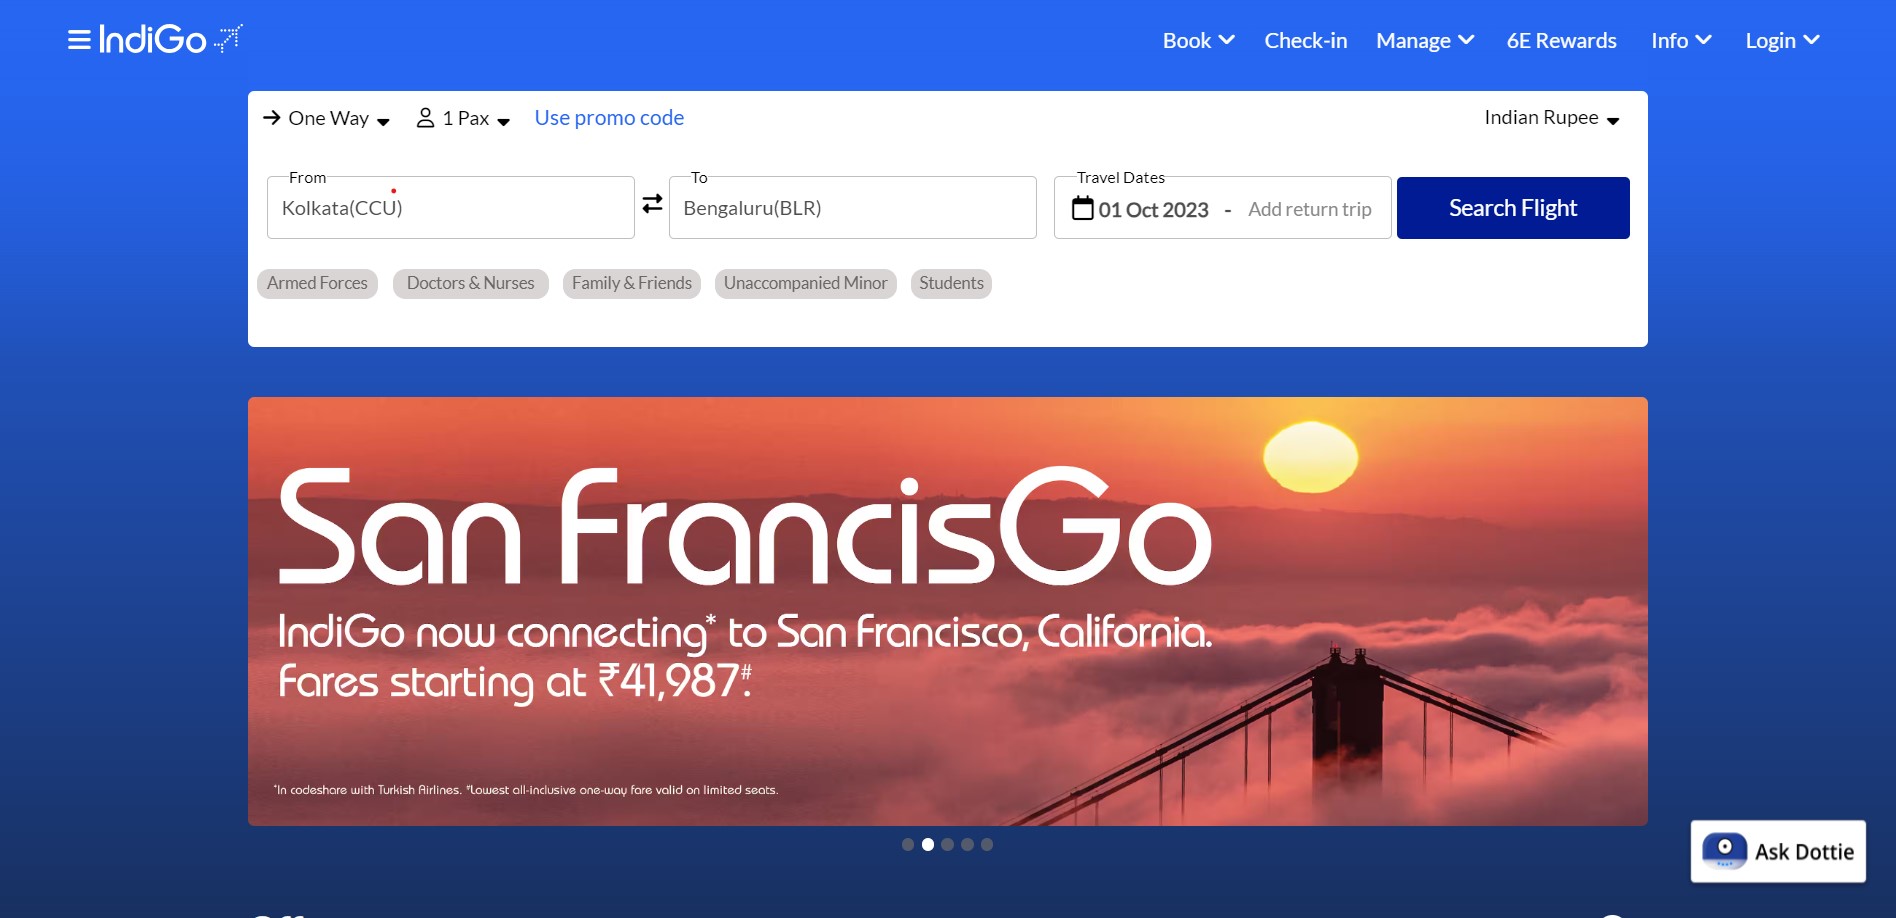 IndiGo
Book Check-in Manage 6E Rewards Info Login
One Way 1 Pax Use promo code Indian Rupee
From To Travel Dates
Kolkata(CCU) Bengaluru(BLR) 01 Oct 2023 - Add return trip Search Flight
Armed Forces Doctors & Nurses Family & Friends Unaccompanied Minor Students
San FrancisGo
IndiGo now connecting* to San Francisco, California.
Fares starting at ₹41,987#.
*In codeshare with Turkish Airlines. #Lowest all-inclusive one-way fare valid on limited seats.
Ask Dottie